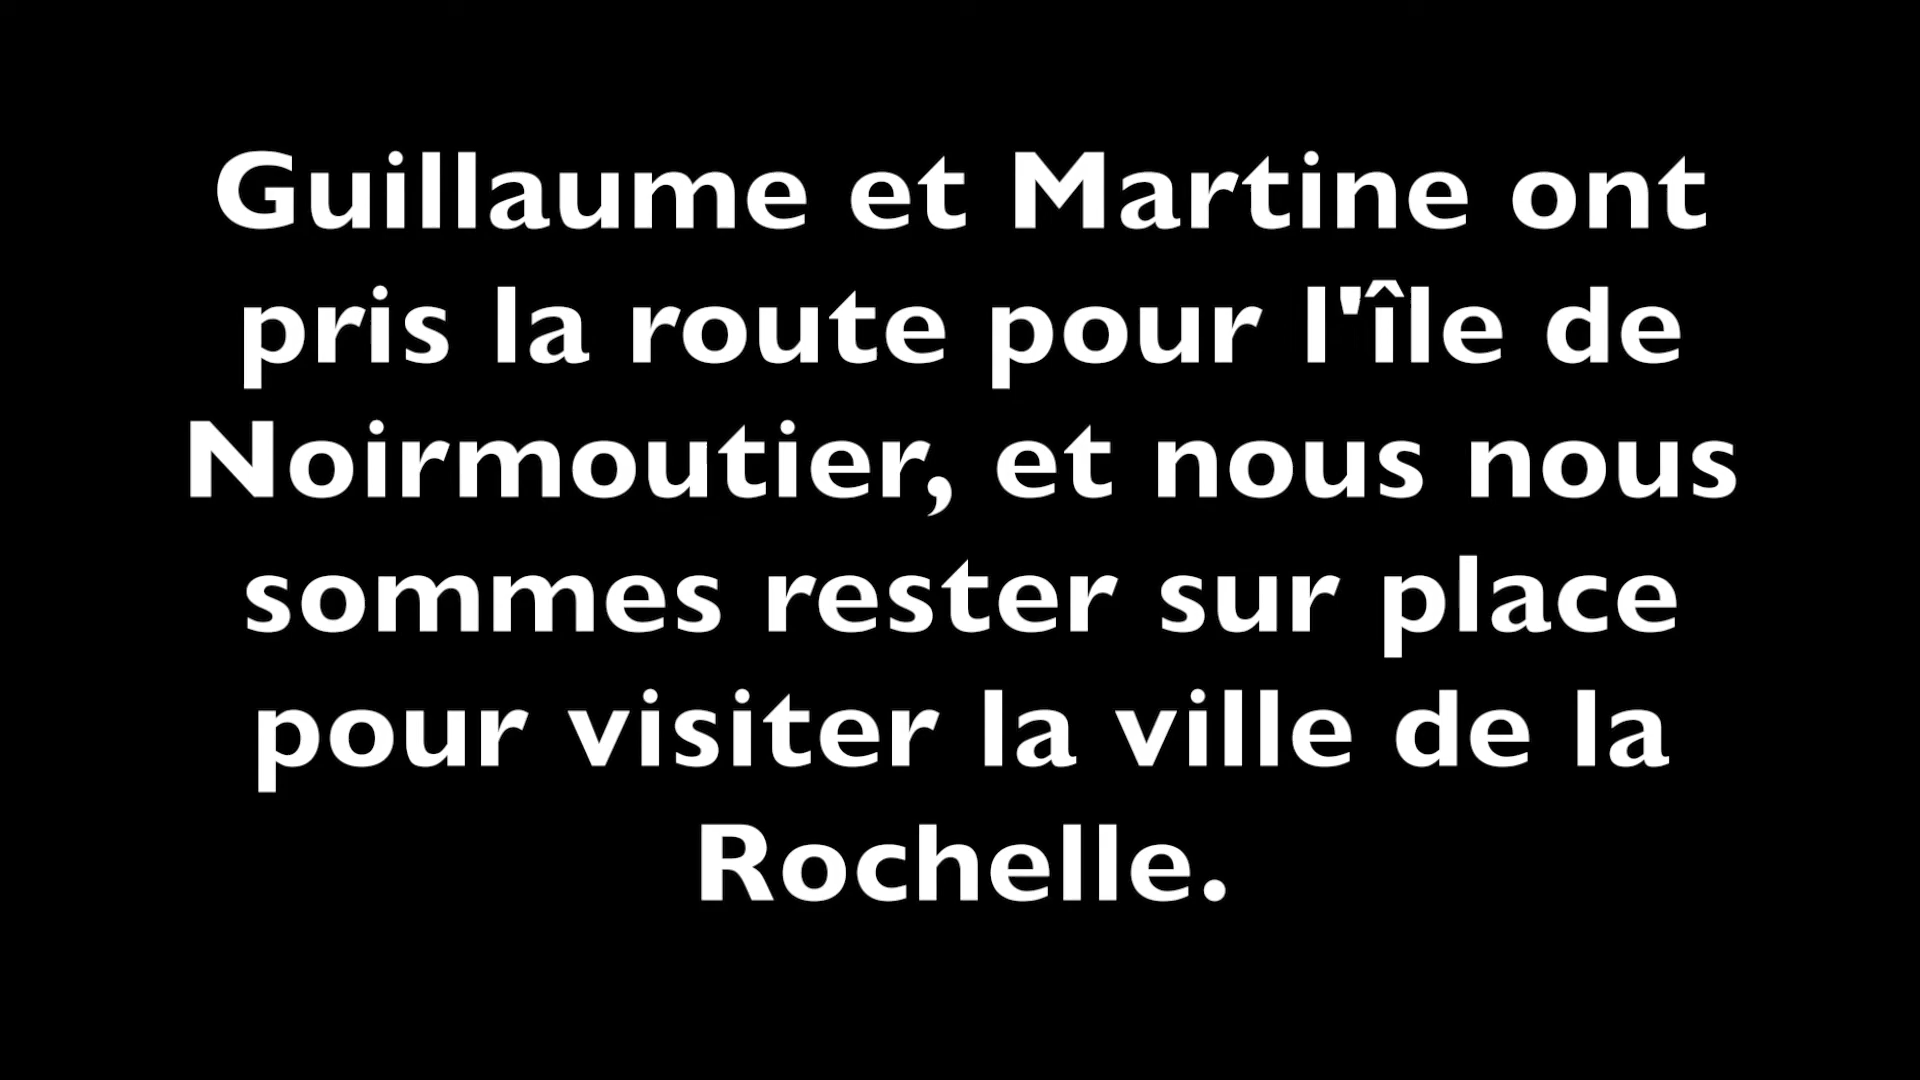 Guillaume et Martine ont
pris la route pour l'île de
Noirmoutier, et nous nous
sommes rester sur place
pour visiter la ville de la
Rochelle.